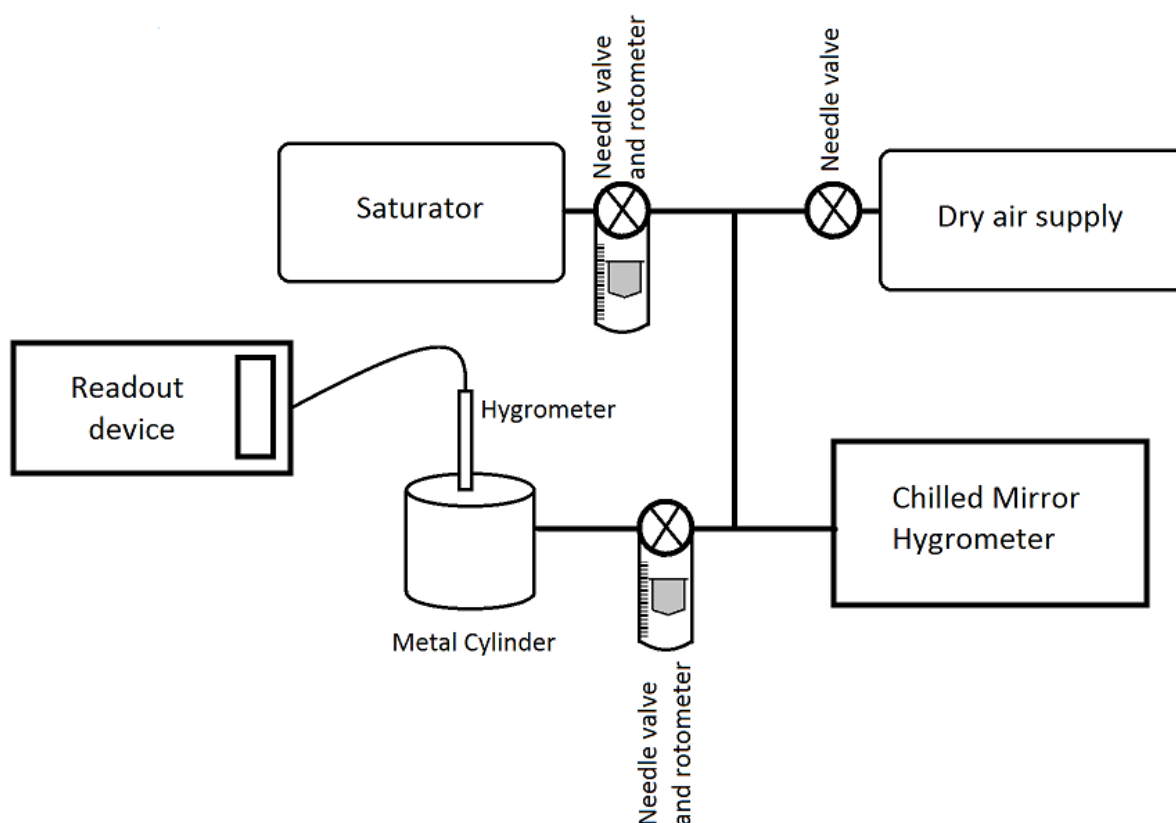 Needle valve
and rotometer
Needle valve
Saturator
Dry air supply
Readout
device
Hygrometer
Chilled Mirror
Hygrometer
Metal Cylinder
Needle valve
and rotometer